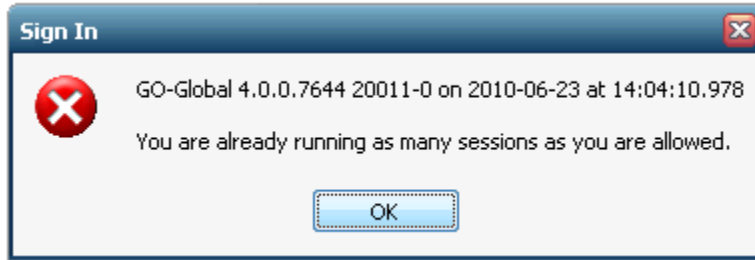 Sign In
GO-Global 4.0.0.7644 20011-0 on 2010-06-23 at 14:04:10.978
You are already running as many sessions as you are allowed.
OK